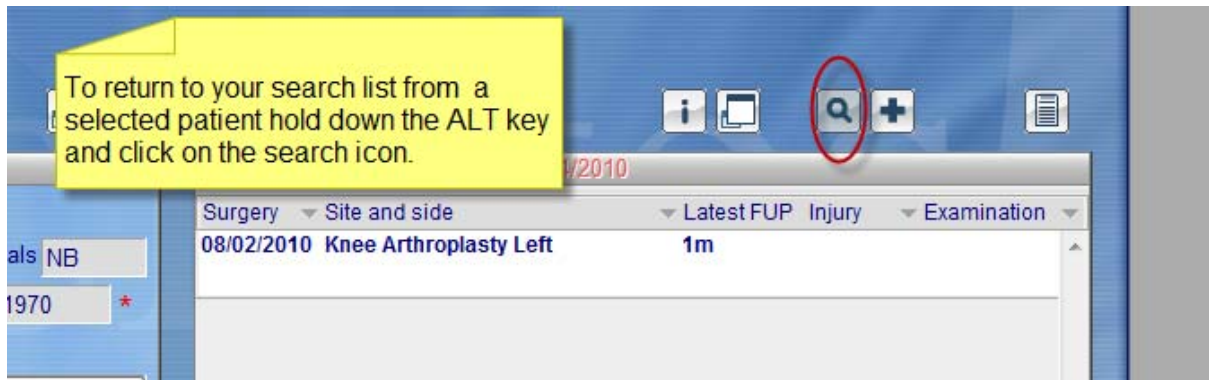 To return to your search list from a
selected patient hold down the ALT key
and click on the search icon.
i
/2010
Surgery Site and side Latest FUP Injury Examination
08/02/2010 Knee Arthroplasty Left 1m
als NB
1970 *